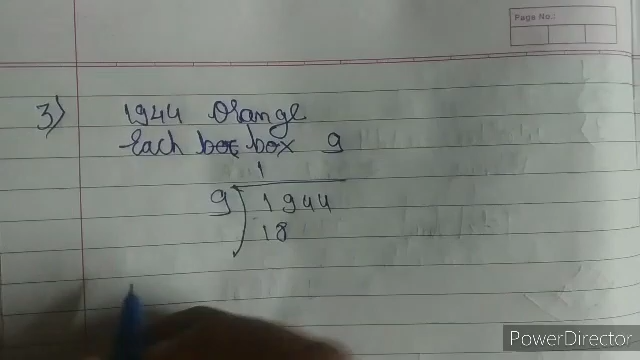 Page No.:
3) 1944 Orange
Each box box 9
1
9) 1944
18
PowerDirector